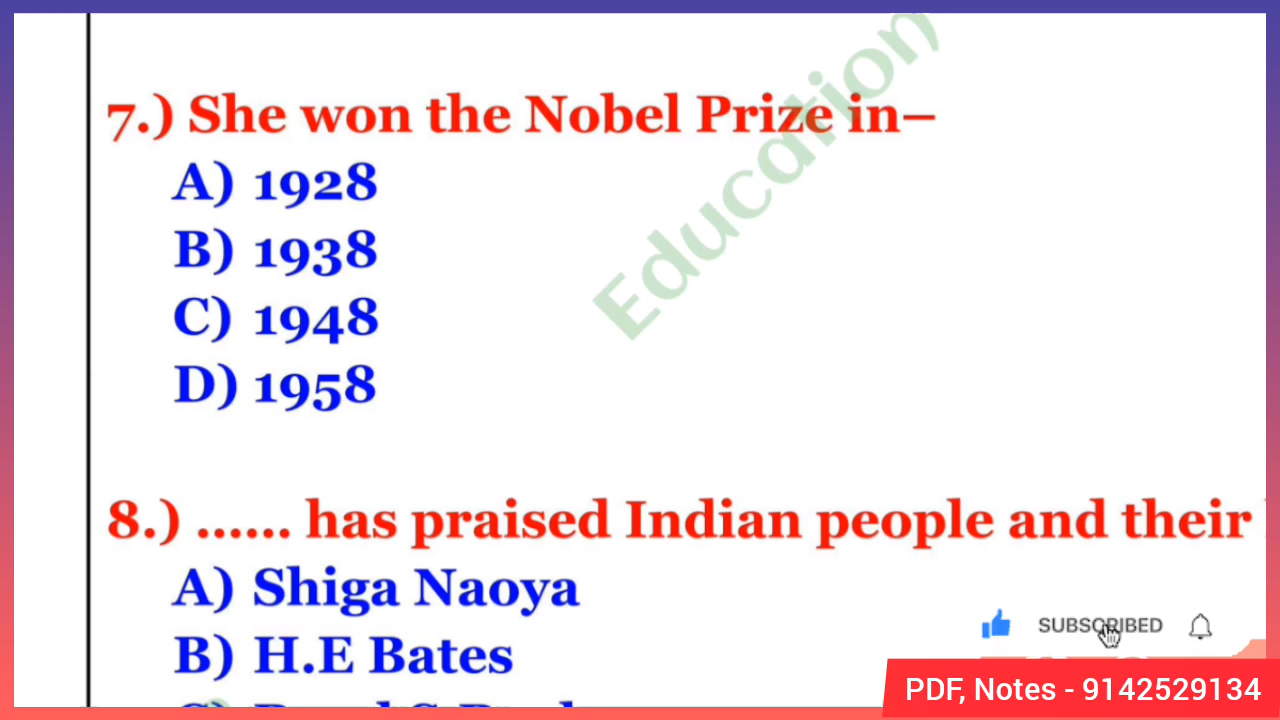 7.) She won the Nobel Prize in–
A) 1928
B) 1938
C) 1948
D) 1958
Education
8.) ...... has praised Indian people and their
A) Shiga Naoya
B) H.E Bates
SUBSCRIBED
PDF, Notes - 9142529134